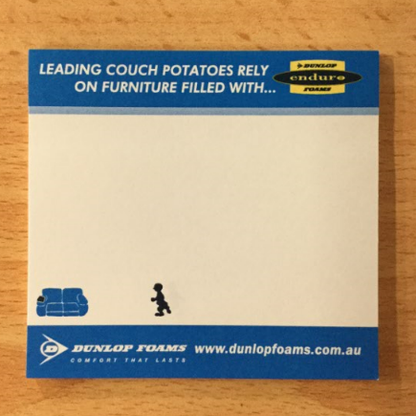 LEADING COUCH POTATOES RELY
ON FURNITURE FILLED WITH...
DUNLOP
enduro
FOAMS
D DUNLOP FOAMS www.dunlopfoams.com.au
COMFORT THAT LASTS